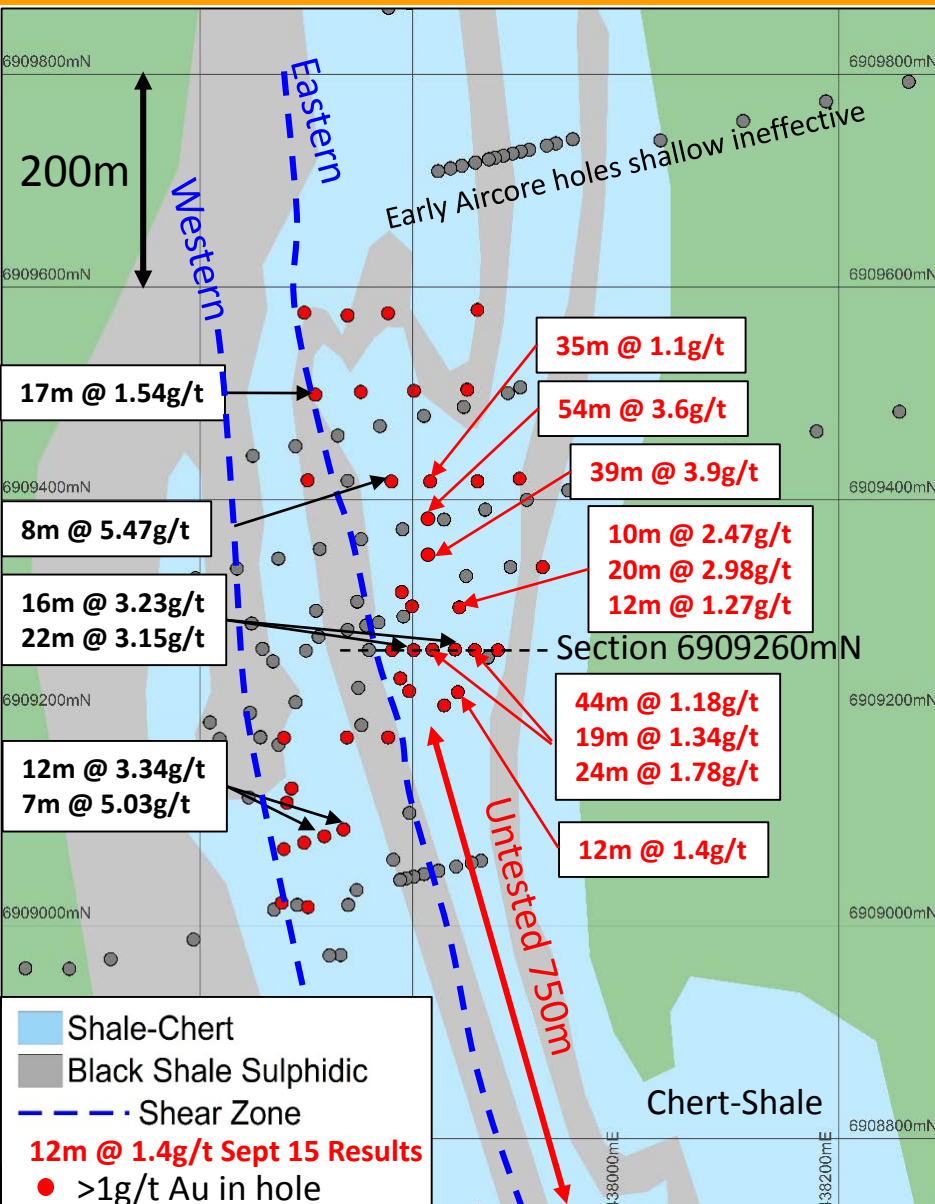 6909800mN
6909800mN
Eastern
200m
Early Aircore holes shallow ineffective
Western
6909600mN
6909600mN
35m @ 1.1g/t
17m @ 1.54g/t
54m @ 3.6g/t
39m @ 3.9g/t
6909400mN
6909400mN
8m @ 5.47g/t
10m @ 2.47g/t
20m @ 2.98g/t
12m @ 1.27g/t
16m @ 3.23g/t
22m @ 3.15g/t
Section 6909260mN
6909200mN
6909200mN
44m @ 1.18g/t
19m @ 1.34g/t
24m @ 1.78g/t
12m @ 3.34g/t
7m @ 5.03g/t
12m @ 1.4g/t
Untested 750m
6909000mN
6909000mN
Shale-Chert
Black Shale Sulphidic
Shear Zone
12m @ 1.4g/t Sept 15 Results
>1g/t Au in hole
Chert-Shale
6908800mN
438000mE
438200mE